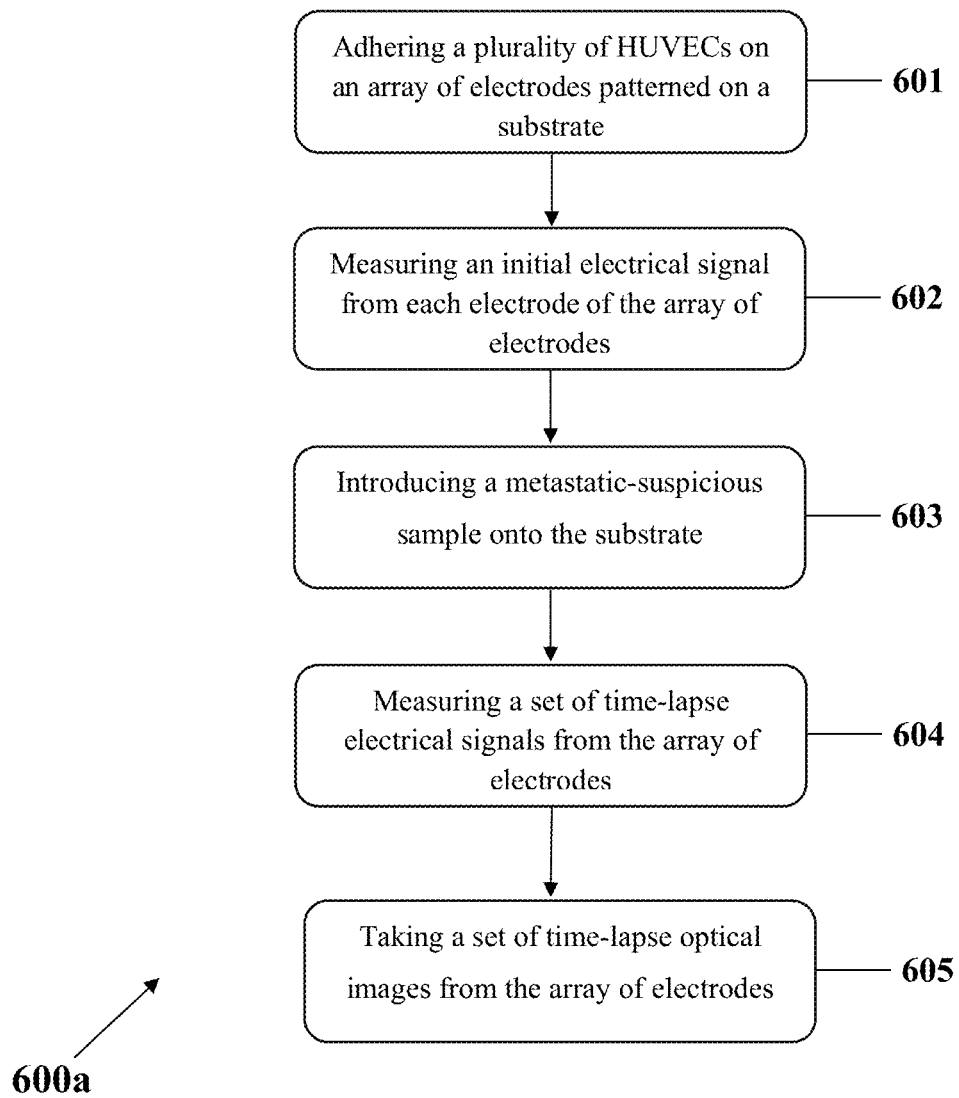 Adhering a plurality of HUVECs on
an array of electrodes patterned on a
substrate
601
Measuring an initial electrical signal
from each electrode of the array of
electrodes
602
Introducing a metastatic-suspicious
sample onto the substrate
603
Measuring a set of time-lapse
electrical signals from the array of
electrodes
604
Taking a set of time-lapse optical
images from the array of electrodes
605
600a